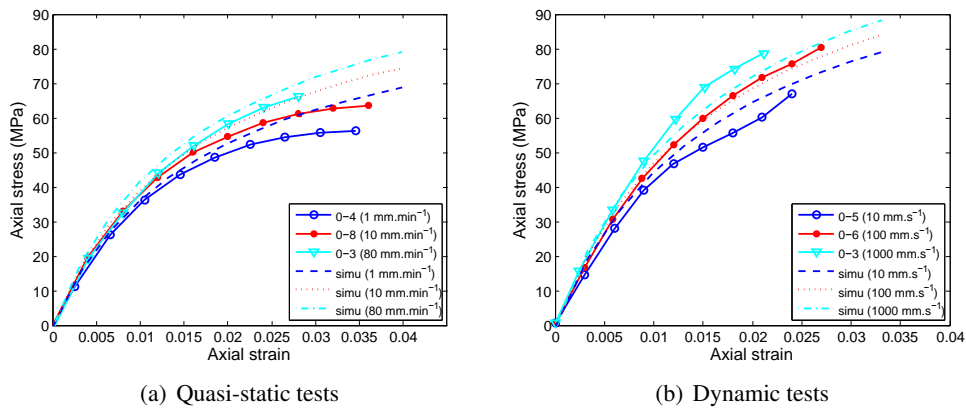 90
80
70
60
50
40
30
20
10
0
Axial stress (MPa)
0 0.005 0.01 0.015 0.02 0.025 0.03 0.035 0.04
Axial strain
0−4 (1 mm.min⁻¹)
0−8 (10 mm.min⁻¹)
0−3 (80 mm.min⁻¹)
simu (1 mm.min⁻¹)
simu (10 mm.min⁻¹)
simu (80 mm.min⁻¹)
(a) Quasi-static tests
90
80
70
60
50
40
30
20
10
0
Axial stress (MPa)
0 0.005 0.01 0.015 0.02 0.025 0.03 0.035 0.04
Axial strain
0−5 (10 mm.s⁻¹)
0−6 (100 mm.s⁻¹)
0−3 (1000 mm.s⁻¹)
simu (10 mm.s⁻¹)
simu (100 mm.s⁻¹)
simu (1000 mm.s⁻¹)
(b) Dynamic tests